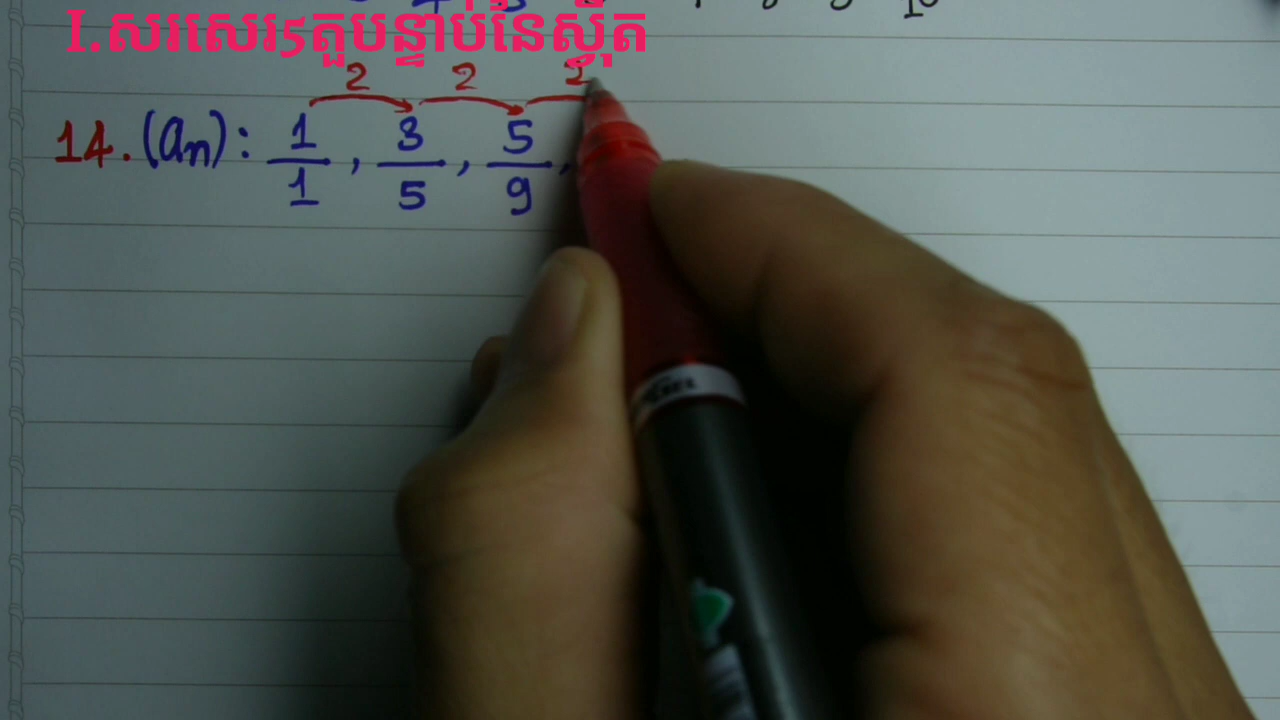 I.សរសេរ5តួបន្ទាប់នៃស្វ៊ីត
2 2 2
14. (an): 1/1, 3/5, 5/9,